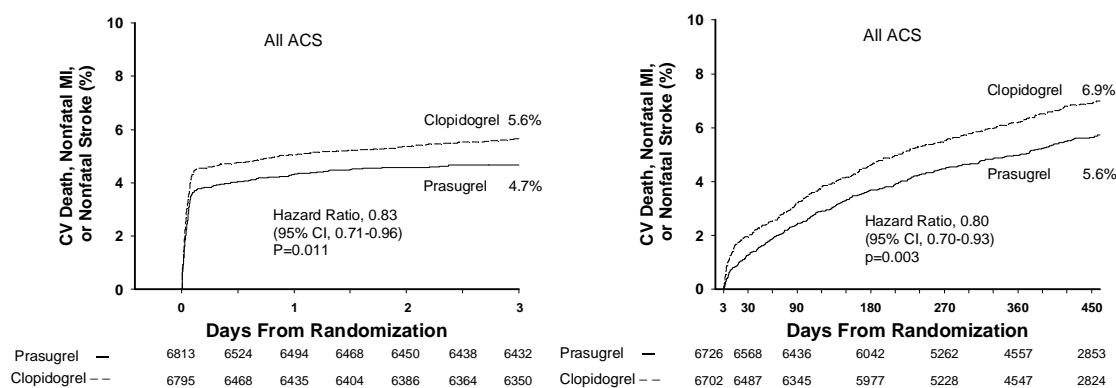 All ACS
CV Death, Nonfatal MI,
or Nonfatal Stroke (%)
10
8
6
4
2
0
Clopidogrel 5.6%
Prasugrel 4.7%
Hazard Ratio, 0.83
(95% CI, 0.71-0.96)
P=0.011
0 1 2 3
Days From Randomization
Prasugrel 6813 6524 6494 6468 6450 6438 6432
Clopidogrel 6795 6468 6435 6404 6386 6364 6350
All ACS
CV Death, Nonfatal MI,
or Nonfatal Stroke (%)
10
8
6
4
2
0
Clopidogrel 6.9%
Prasugrel
5.6%
Hazard Ratio, 0.80
(95% CI, 0.70-0.93)
p=0.003
3 30 90 180 270 360 450
Days From Randomization
Prasugrel 6726 6568 6436 6042 5262 4557 2853
Clopidogrel 6702 6487 6345 5977 5228 4547 2824